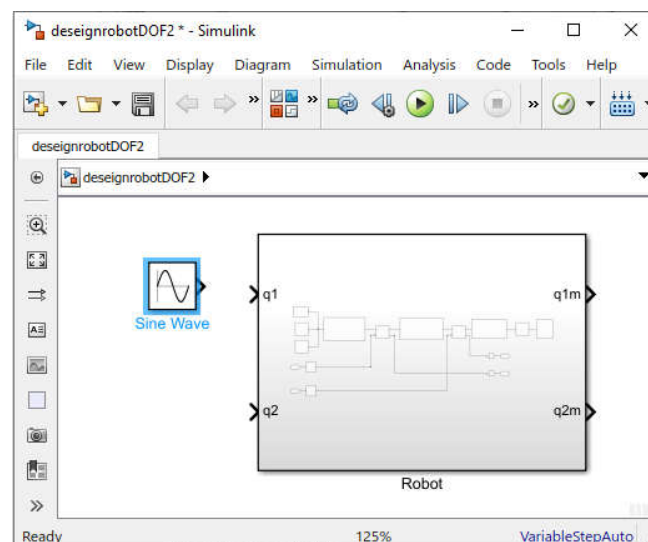 deseignrobotDOF2 * - Simulink
File Edit View Display Diagram Simulation Analysis Code Tools Help
deseignrobotDOF2
deseignrobotDOF2
Sine Wave
q1
q1m
q2
q2m
Robot
Ready 125% VariableStepAuto